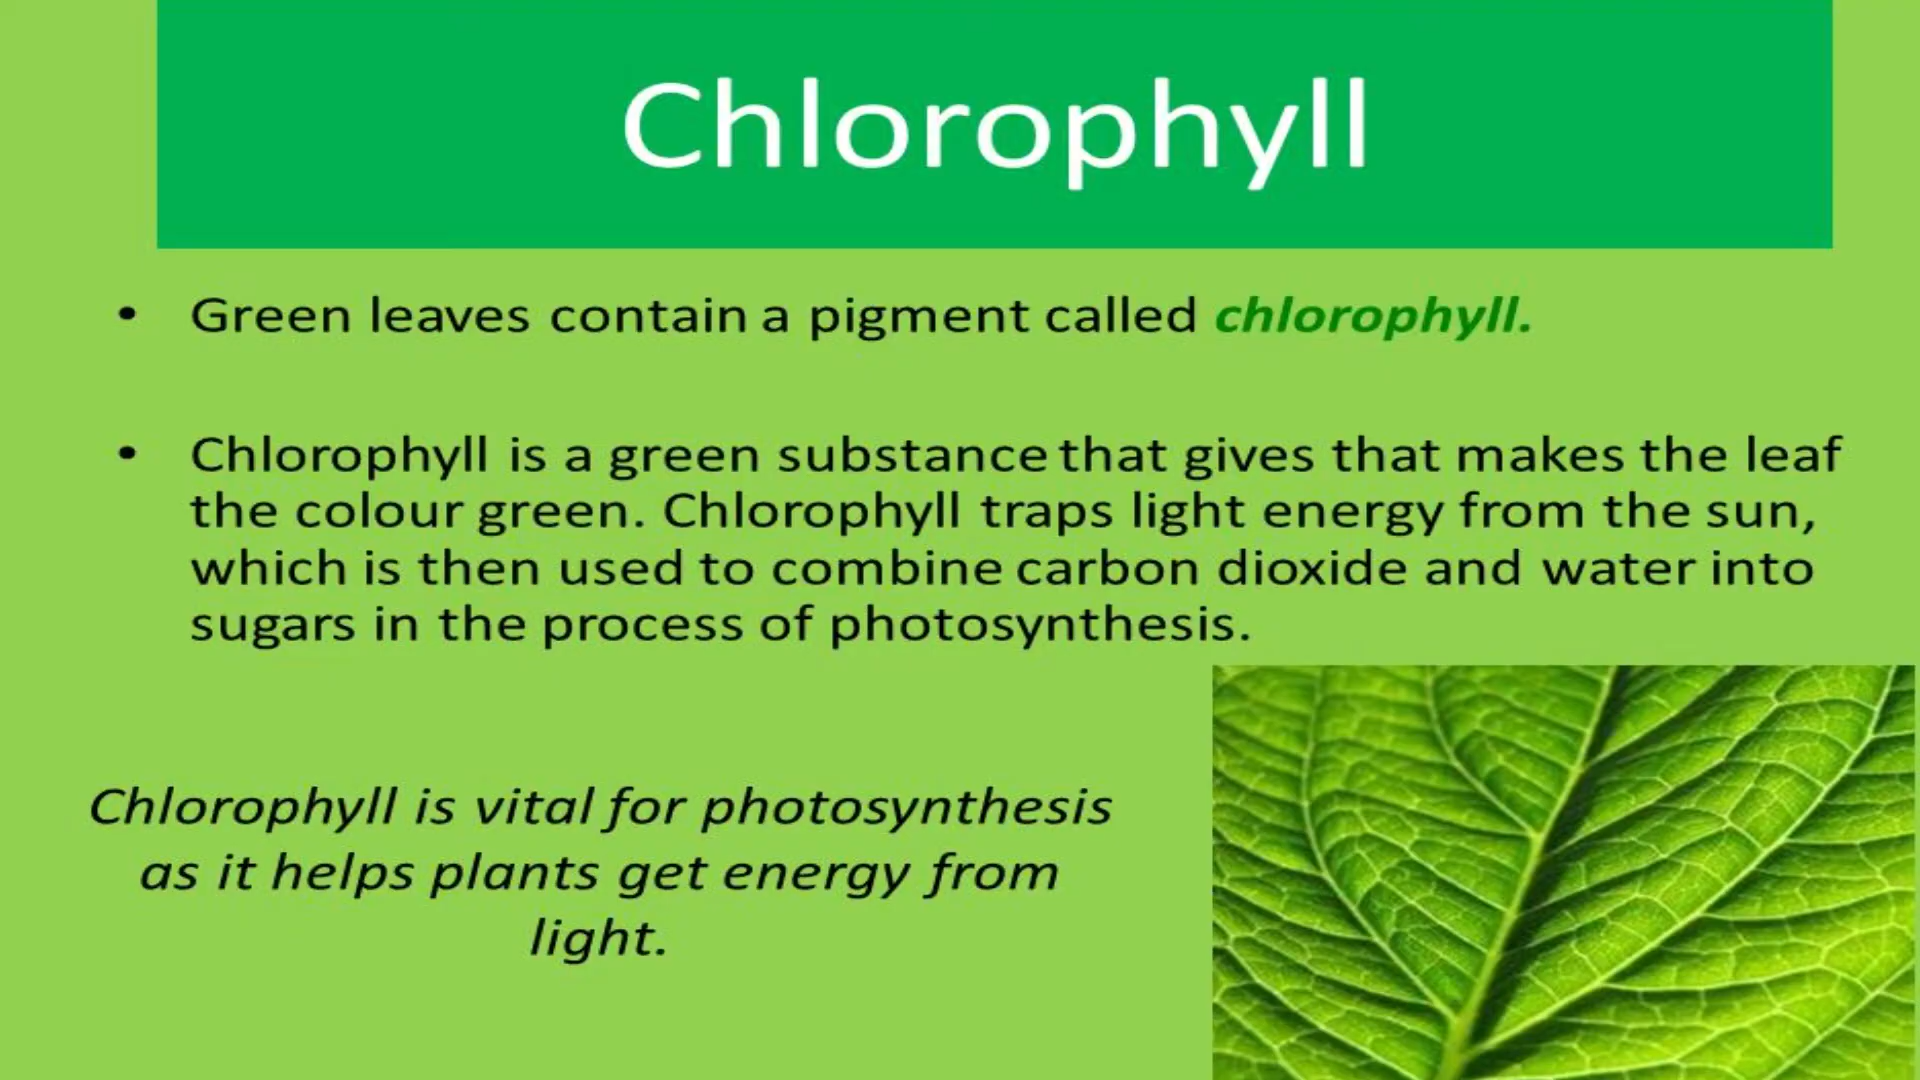 Chlorophyll
• Green leaves contain a pigment called chlorophyll.
• Chlorophyll is a green substance that gives that makes the leaf
the colour green. Chlorophyll traps light energy from the sun,
which is then used to combine carbon dioxide and water into
sugars in the process of photosynthesis.
Chlorophyll is vital for photosynthesis
as it helps plants get energy from
light.